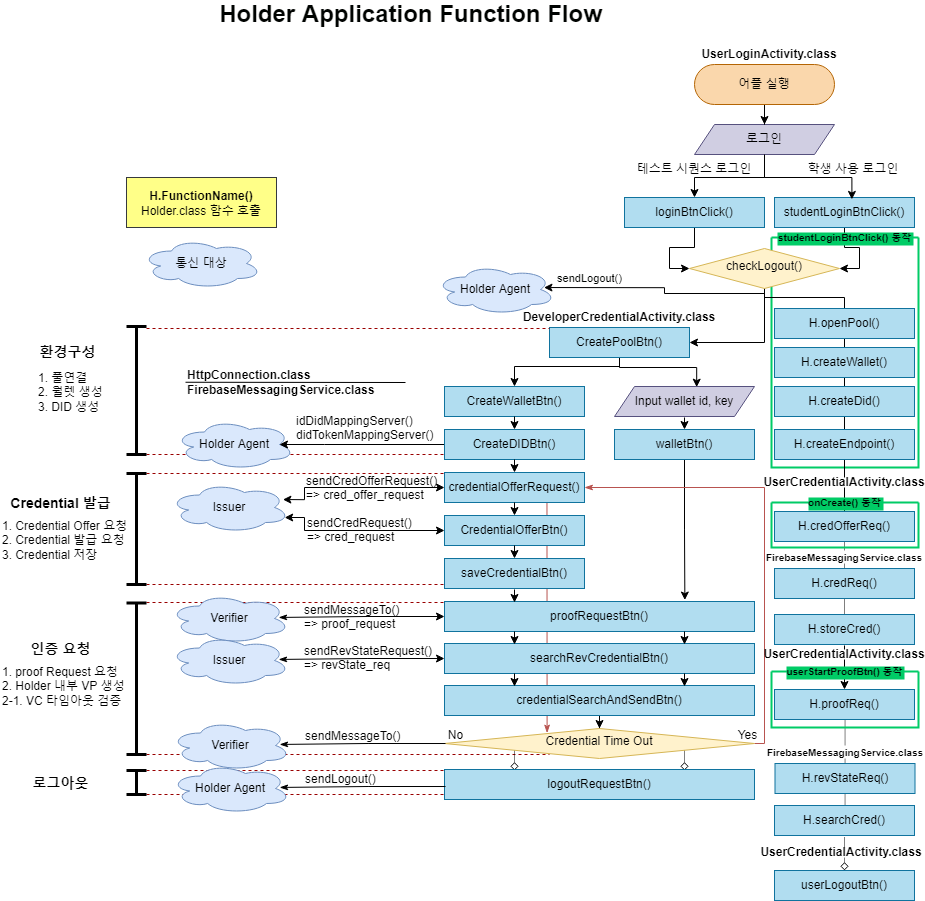 Holder Application Function Flow
UserLoginActivity.class
어플 실행
로그인
테스트 시퀀스 로그인
학생 사용 로그인
H.FunctionName()
Holder.class 함수 호출
loginBtnClick()
studentLoginBtnClick()
studentLoginBtnClick() 동작
통신 대상
checkLogout()
sendLogout()
Holder Agent
DeveloperCredentialActivity.class
H.openPool()
CreatePoolBtn()
환경구성
1. 풀연결
2. 월렛 생성
3. DID 생성
HttpConnection.class
FirebaseMessagingService.class
H.createWallet()
CreateWalletBtn()
Input wallet id, key
H.createDid()
idDidMappingServer()
didTokenMappingServer()
Holder Agent
CreateDIDBtn()
walletBtn()
H.createEndpoint()
UserCredentialActivity.class
sendCredOfferRequest()
=> cred_offer_request
credentialOfferRequest()
Credential 발급
1. Credential Offer 요청
2. Credential 발급 요청
3. Credential 저장
Issuer
onCreate() 동작
sendCredRequest()
=> cred_request
CredentialOfferBtn()
H.credOfferReq()
FirebaseMessagingService.class
saveCredentialBtn()
H.credReq()
Verifier
sendMessageTo()
=> proof_request
proofRequestBtn()
H.storeCred()
인증 요청
1. proof Request 요청
2. Holder 내부 VP 생성
2-1. VC 타임아웃 검증
Issuer
sendRevStateRequest()
=> revState_req
searchRevCredentialBtn()
UserCredentialActivity.class
userStartProofBtn() 동작
credentialSearchAndSendBtn()
H.proofReq()
Verifier
sendMessageTo()
No
Credential Time Out
Yes
FirebaseMessagingService.class
로그아웃
Holder Agent
sendLogout()
logoutRequestBtn()
H.revStateReq()
H.searchCred()
UserCredentialActivity.class
userLogoutBtn()